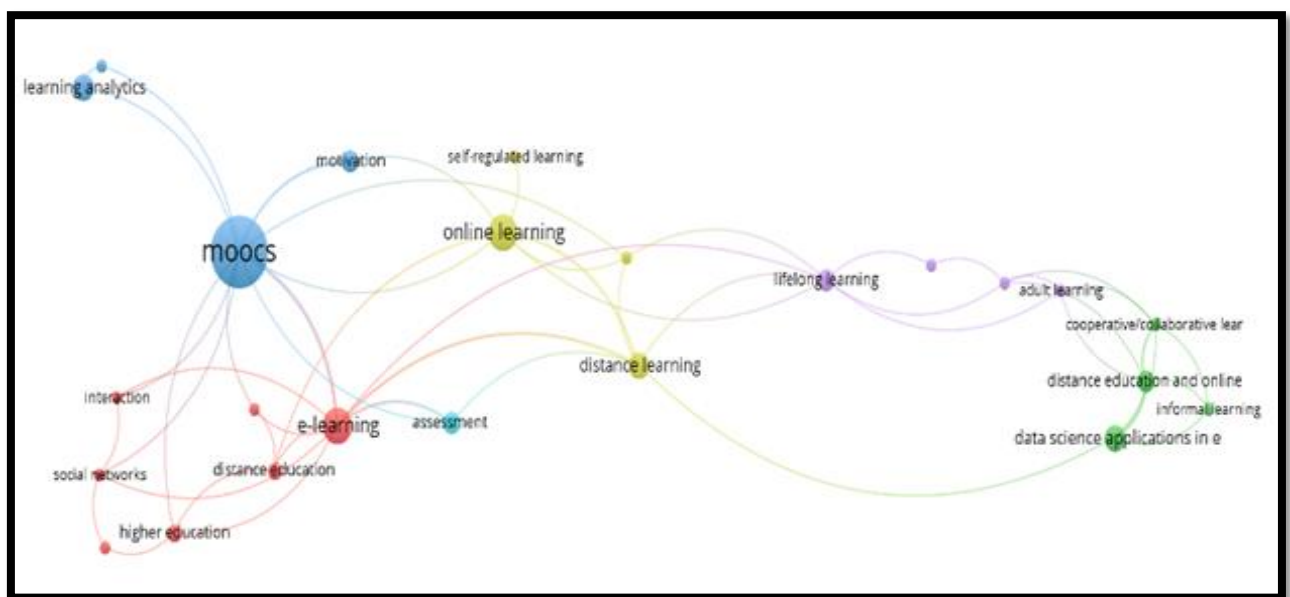 learning analytics
motivation
self-regulated learning
moocs
online learning
lifelong learning
adult learning
cooperative/collaborative lear
distance learning
distance education and online
interaction
informal learning
e-learning
assessment
data science applications in e
social networks
distance education
higher education